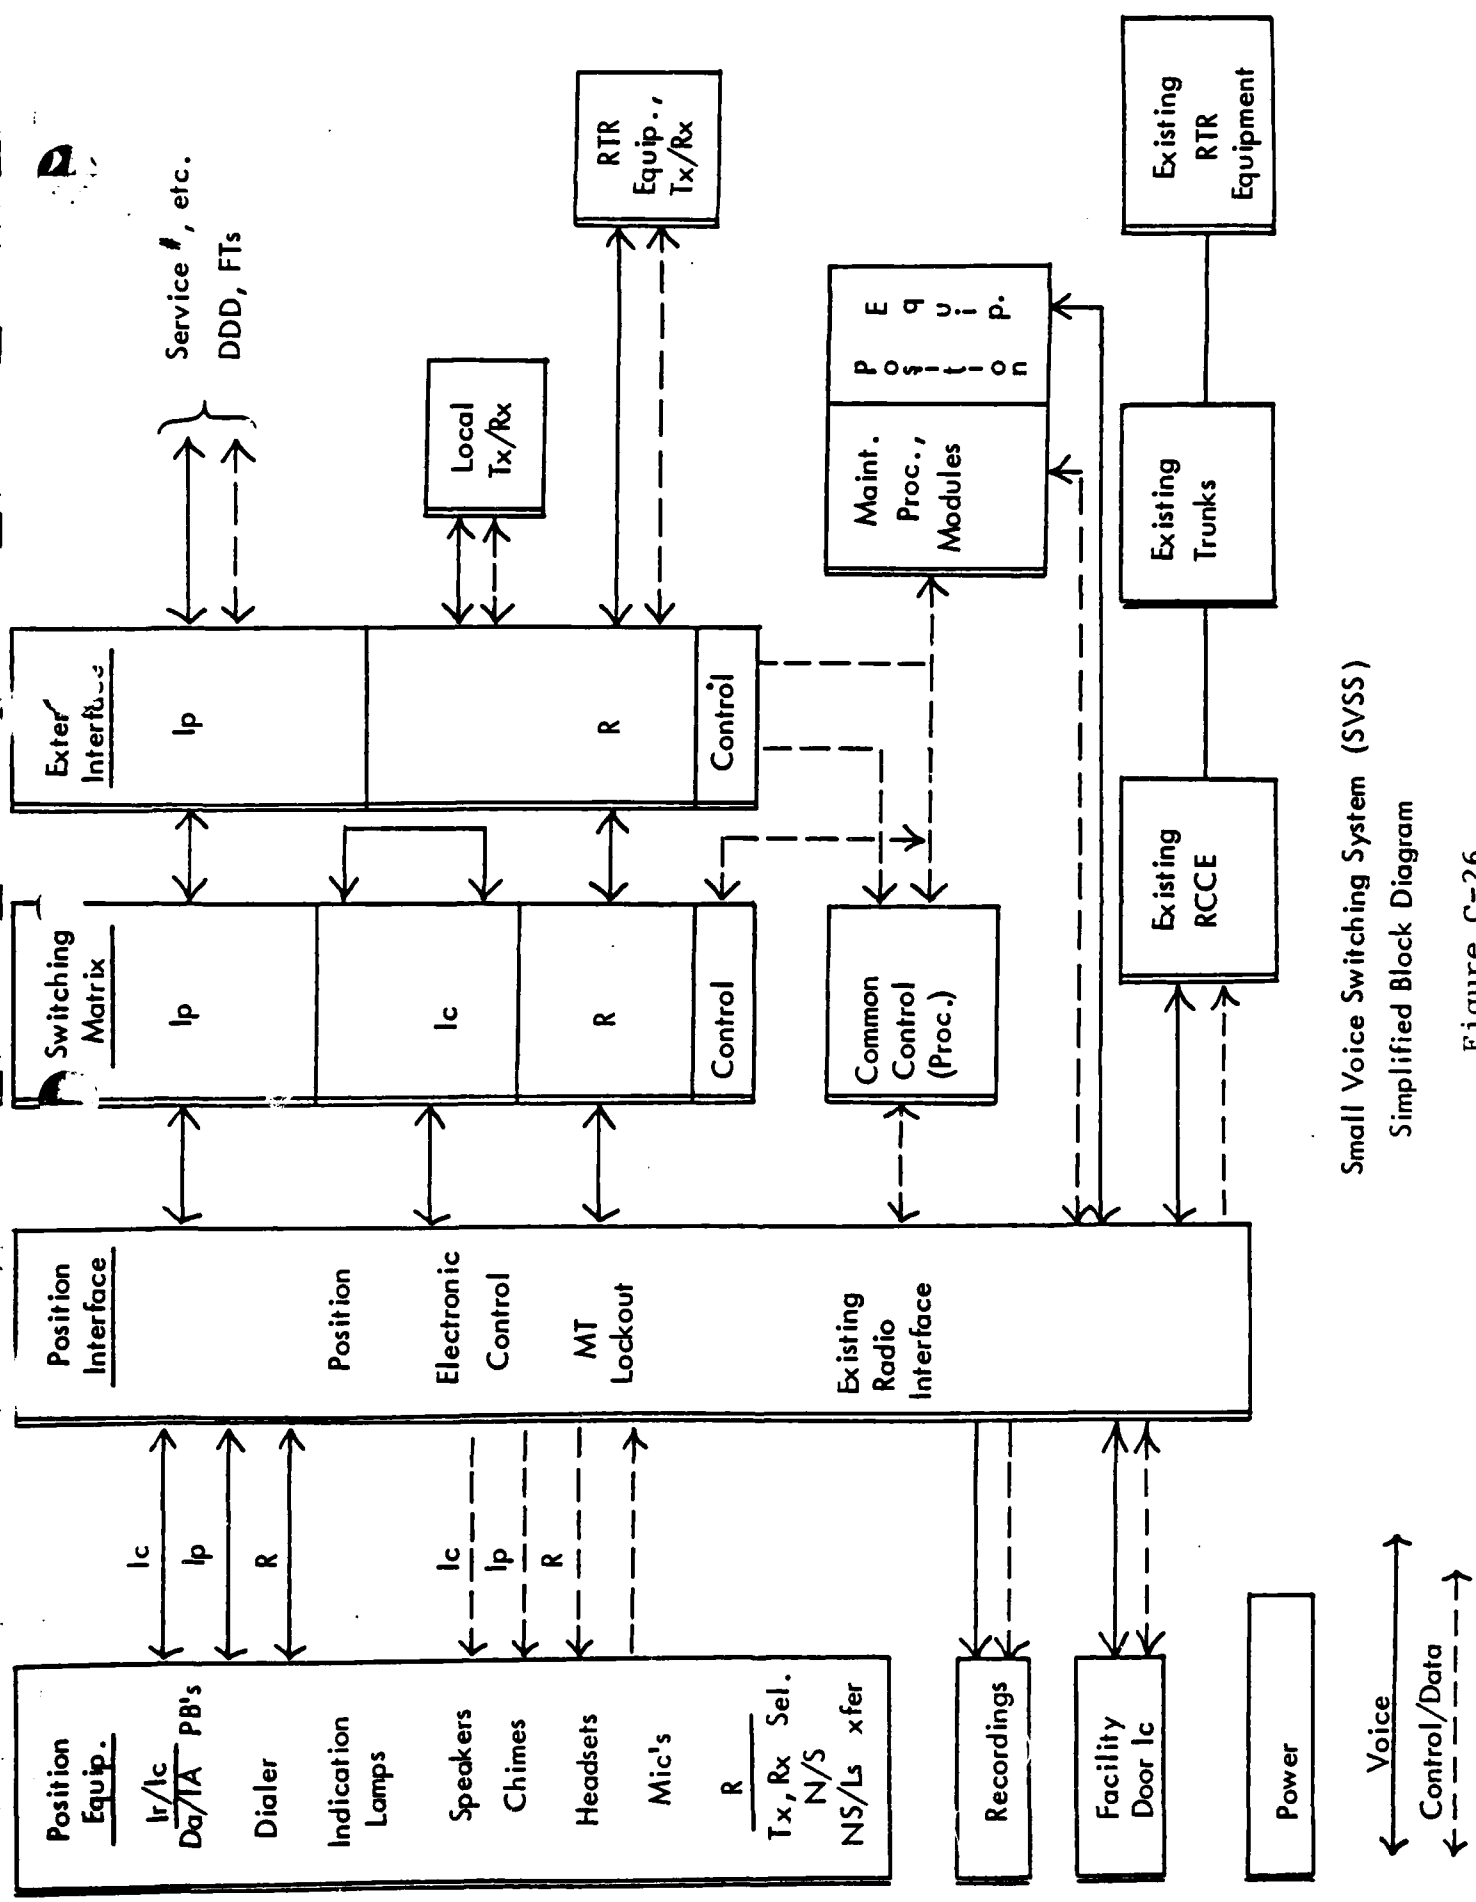 Position
Equip.
Ir/Ic
Da/IA PB's
Dialer
Indication
Lamps
Speakers
Chimes
Headsets
Mic's
R
Tx, Rx Sel.
N/S
NS/Ls xfer
Recordings
Facility
Door Ic
Power
Voice
Control/Data
Ic
Ip
R
Ic
Ip
R
Position
Interface
Position
Electronic
Control
MT
Lockout
Existing
Radio
Interface
Switching
Matrix
Ip
Ic
R
Control
Common
Control
(Proc.)
Existing
RCCE
Interface
Ip
R
Control
Service #, etc.
DDD, FTs
Local
Tx/Rx
RTR
Equip.,
Tx/Rx
Maint.
Proc.,
Modules
Position
Equip.
Existing
Trunks
Existing
RTR
Equipment
Small Voice Switching System (SVSS)
Simplified Block Diagram
Figure C-26